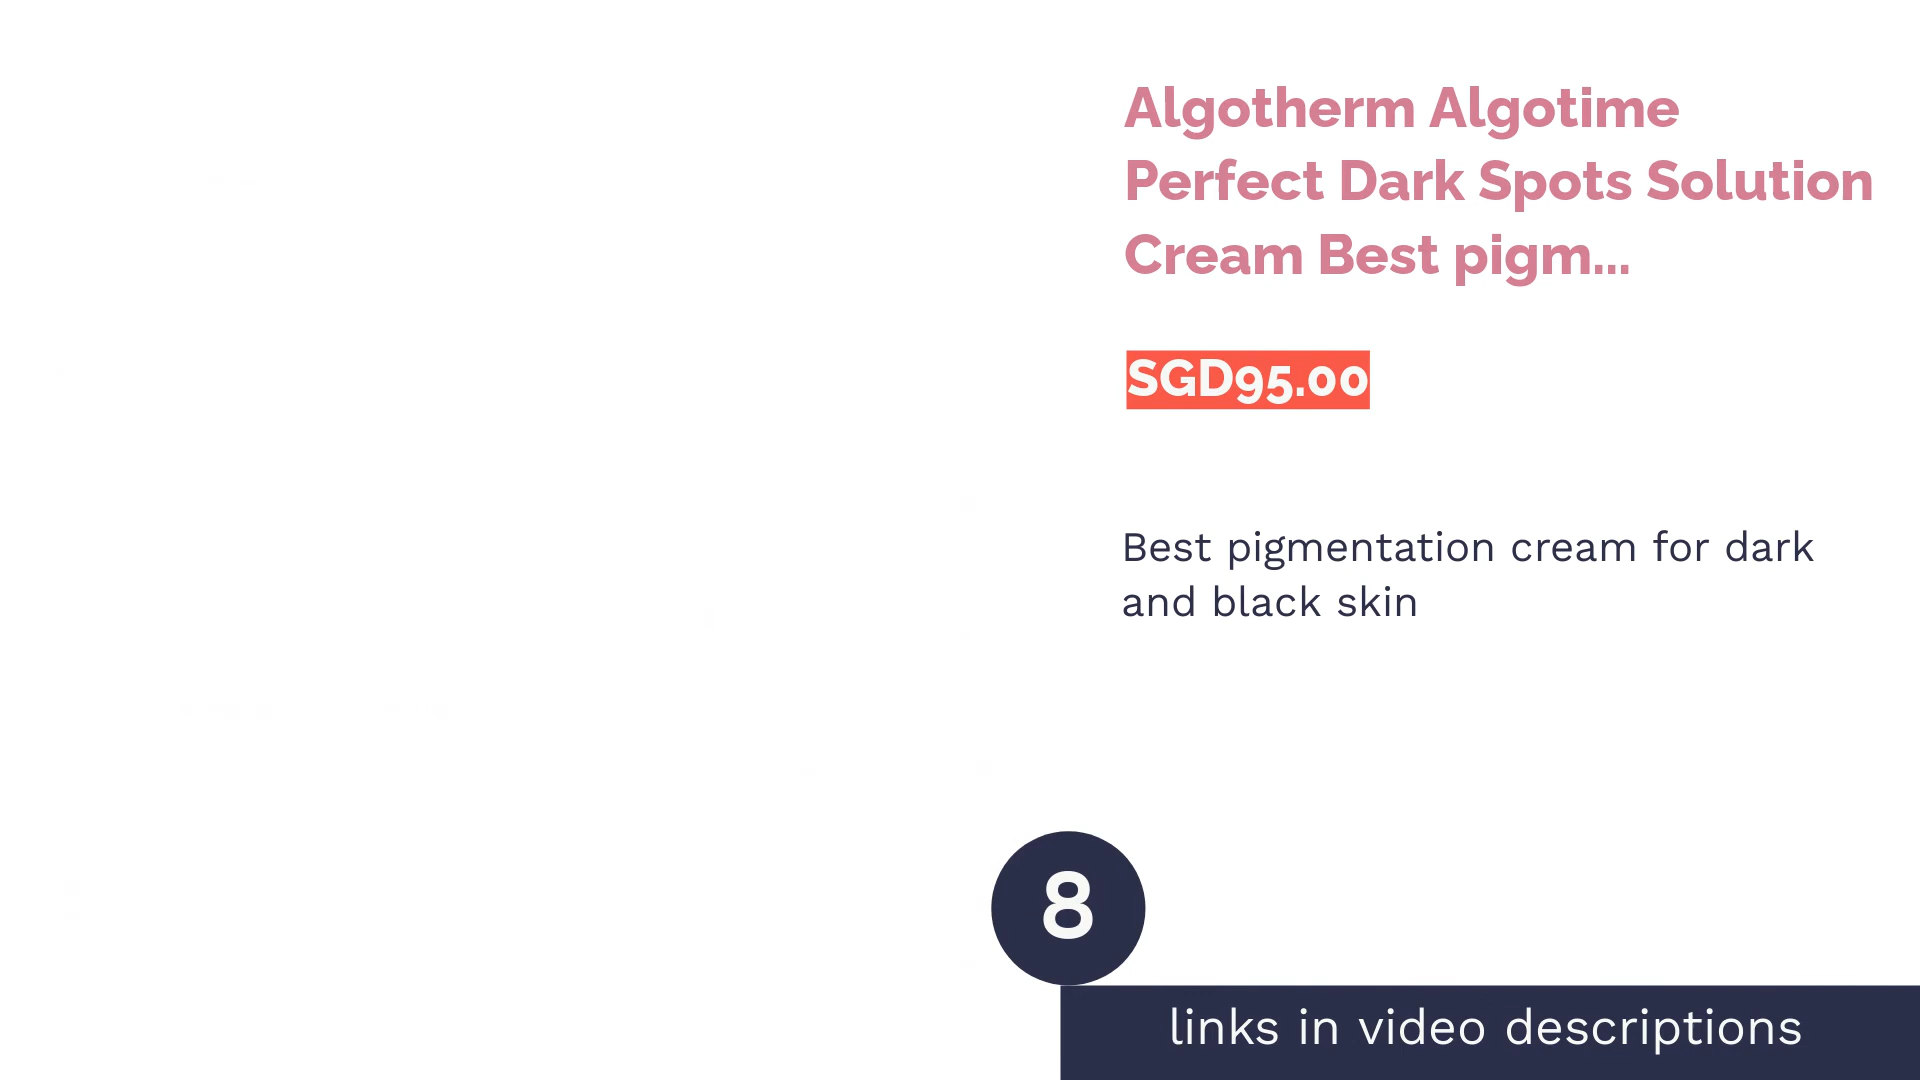 Algotherm Algotime
Perfect Dark Spots Solution
Cream Best pigm...
SGD95.00
Best pigmentation cream for dark
and black skin
8
links in video descriptions